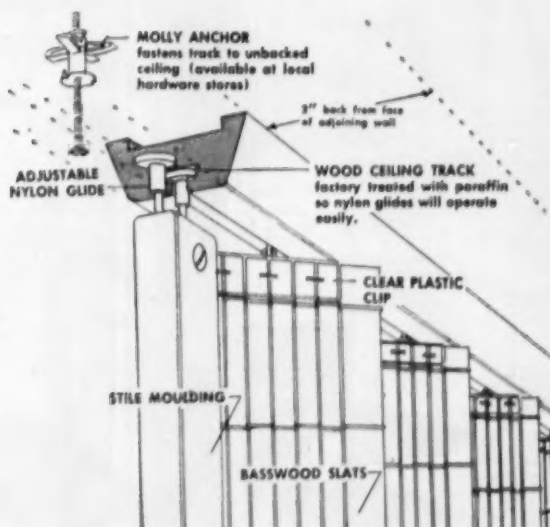 MOLLY ANCHOR
fastens track to unbacked
ceiling (available at local
hardware stores)
3" back from face
of adjoining wall
ADJUSTABLE
NYLON GLIDE
WOOD CEILING TRACK
factory treated with paraffin
so nylon glides will operate
easily.
CLEAR PLASTIC
CLIP
STILE MOULDING
BASSWOOD SLATS